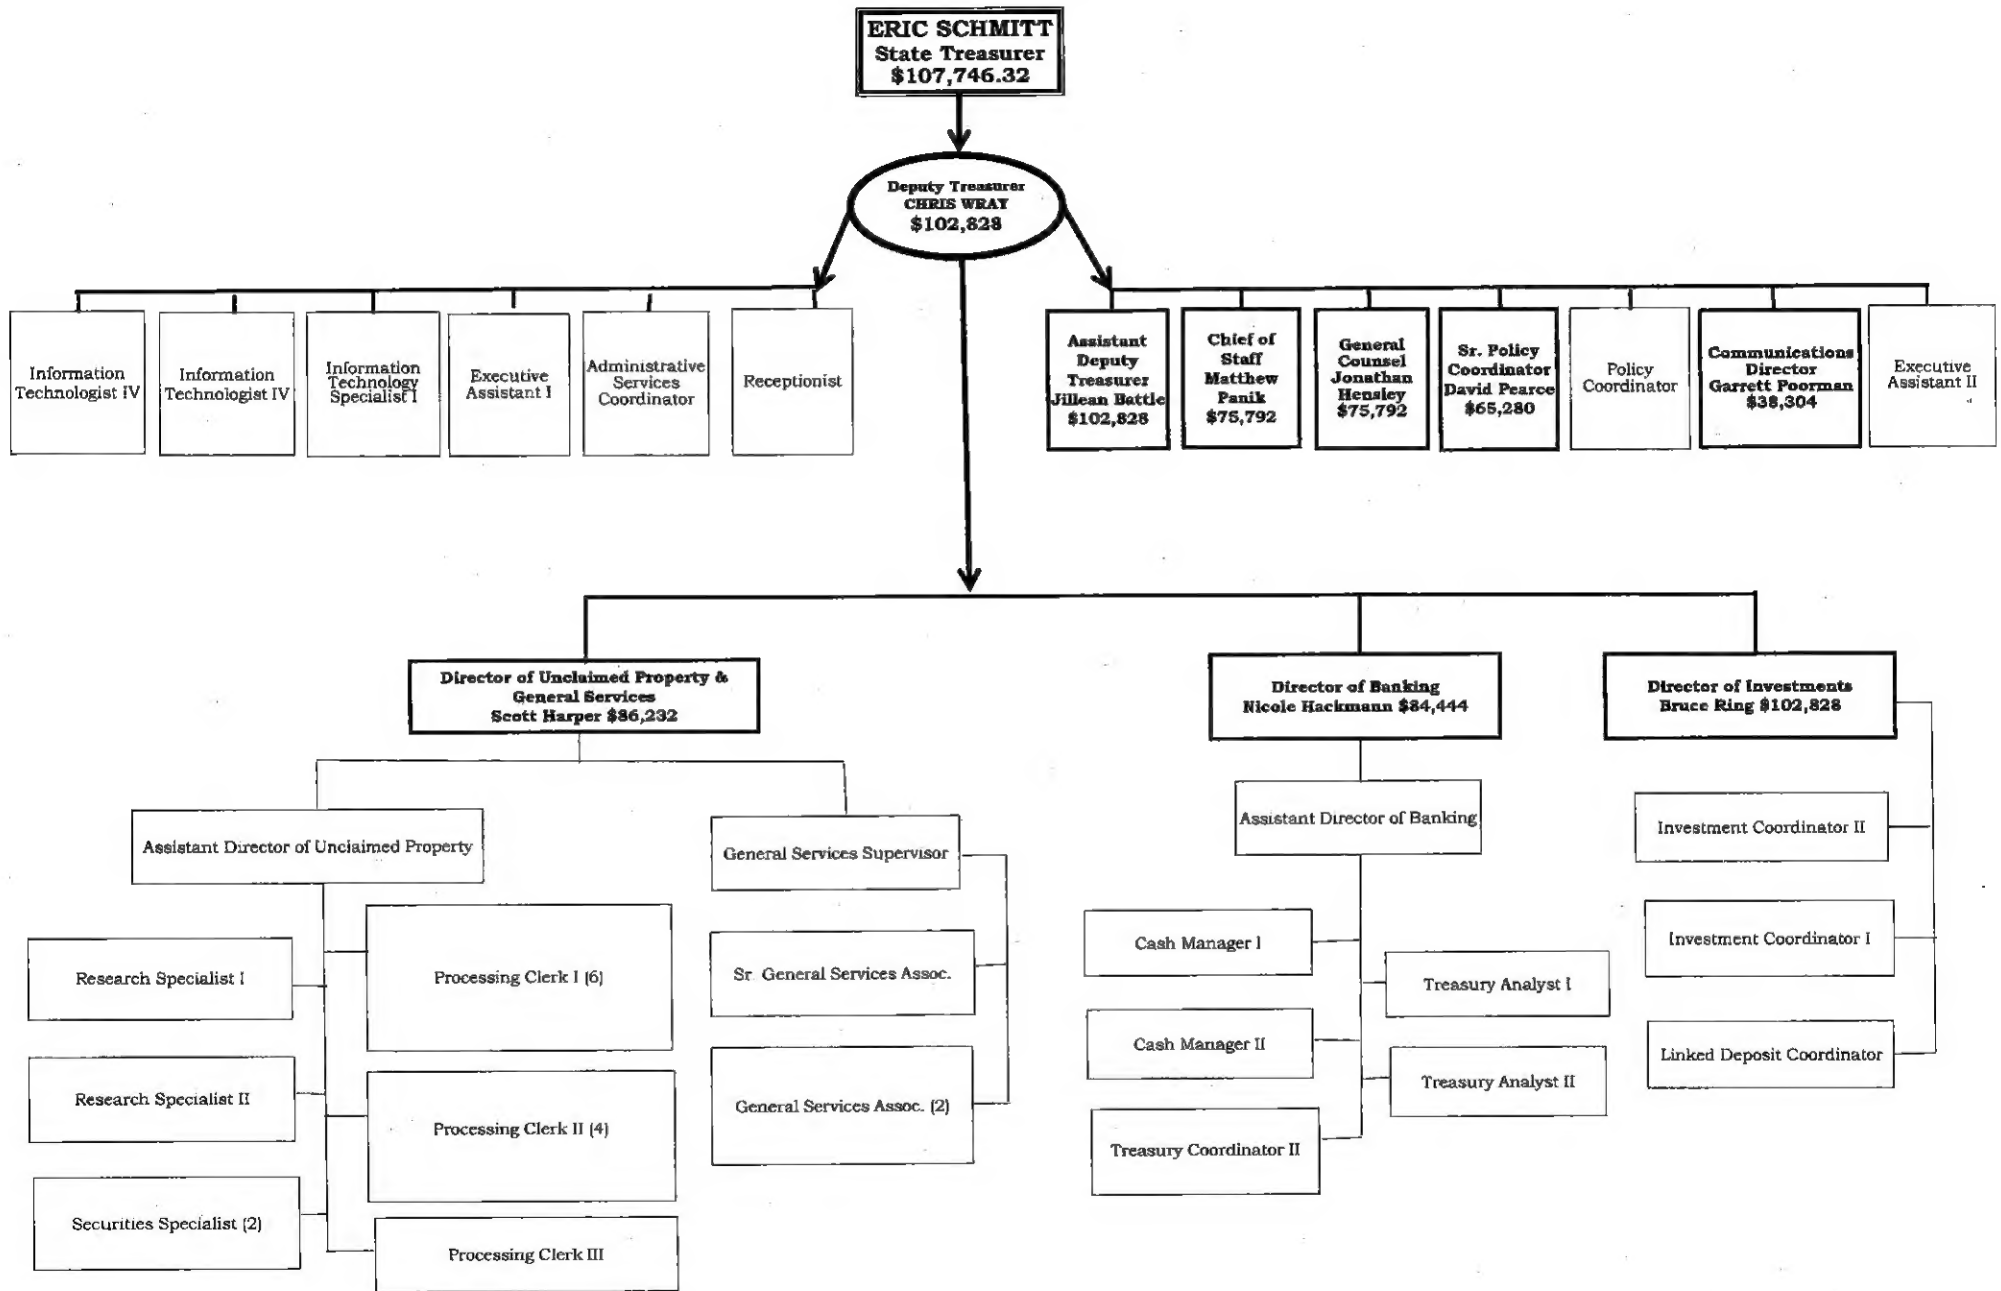 ERIC SCHMITT
State Treasurer
$107,746.32
Deputy Treasurer
CHRIS WRAY
$102,828
Information
Technologist IV
Information
Technologist IV
Information
Technology
Specialist I
Executive
Assistant I
Administrative
Services
Coordinator
Receptionist
Assistant
Deputy
Treasurer
Jillean Battle
$102,828
Chief of
Staff
Matthew
Panik
$75,792
General
Counsel
Jonathan
Hensley
$75,792
Sr. Policy
Coordinator
David Pearce
$65,280
Policy
Coordinator
Communications
Director
Garrett Poorman
$38,304
Executive
Assistant II
Director of Unclaimed Property &
General Services
Scott Harper $86,232
Director of Banking
Nicole Hackmann $84,444
Director of Investments
Bruce Ring $102,828
Assistant Director of Unclaimed Property
Research Specialist I
Research Specialist II
Securities Specialist (2)
Processing Clerk I (6)
Processing Clerk II (4)
Processing Clerk III
General Services Supervisor
Sr. General Services Assoc.
General Services Assoc. (2)
Assistant Director of Banking
Cash Manager I
Cash Manager II
Treasury Coordinator II
Treasury Analyst I
Treasury Analyst II
Investment Coordinator II
Investment Coordinator I
Linked Deposit Coordinator